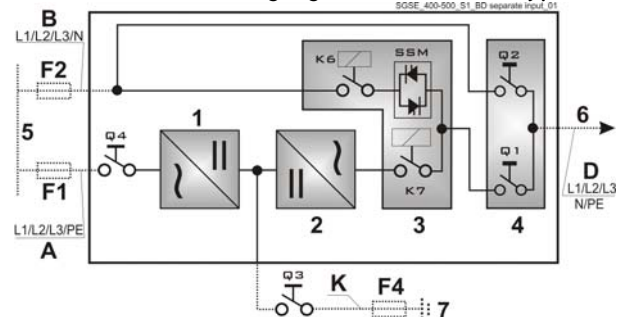 SGSE_400-500_S1_BD separate input_01
B
L1/L2/L3/N
F2
K6
SSM
Q2
5
Q4
1
6
F1
Q1
D
L1/L2/L3
N/PE
K7
L1/L2/L3/PE
A
2
3
4
Q3
K
F4
7